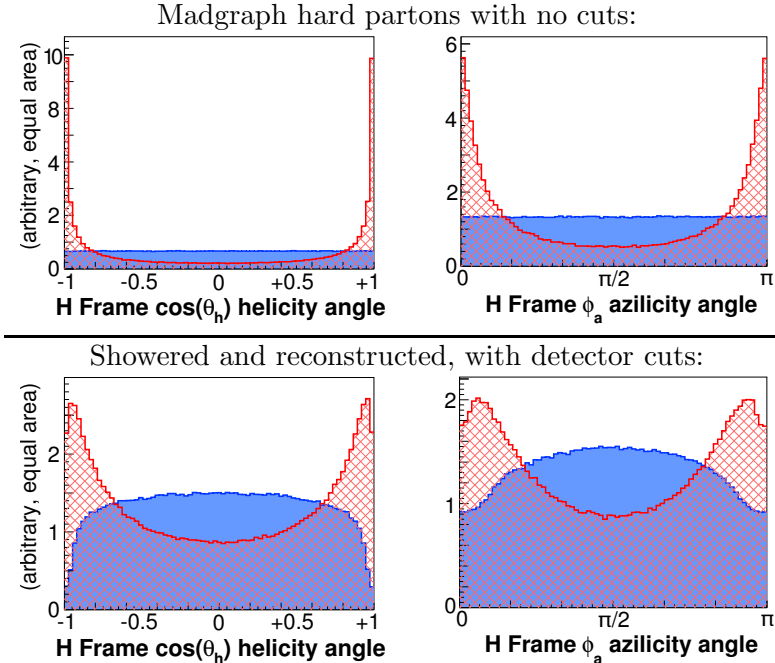 Madgraph hard partons with no cuts:
(arbitrary, equal area)
10
8
6
4
2
0
-1 -0.5 0 +0.5 +1
H Frame cos(θh) helicity angle
6
4
2
0
0 π/2 π
H Frame ϕa azilicity angle
Showered and reconstructed, with detector cuts:
(arbitrary, equal area)
2
1
0
-1 -0.5 0 +0.5 +1
H Frame cos(θh) helicity angle
2
1
0
0 π/2 π
H Frame ϕa azilicity angle